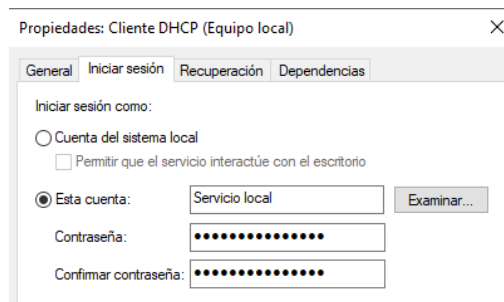 Propiedades: Cliente DHCP (Equipo local)
General Iniciar sesión Recuperación Dependencias
Iniciar sesión como:
Cuenta del sistema local
Permitir que el servicio interactúe con el escritorio
Esta cuenta: Servicio local Examinar...
Contraseña: •••••••••••••••
Confirmar contraseña: •••••••••••••••